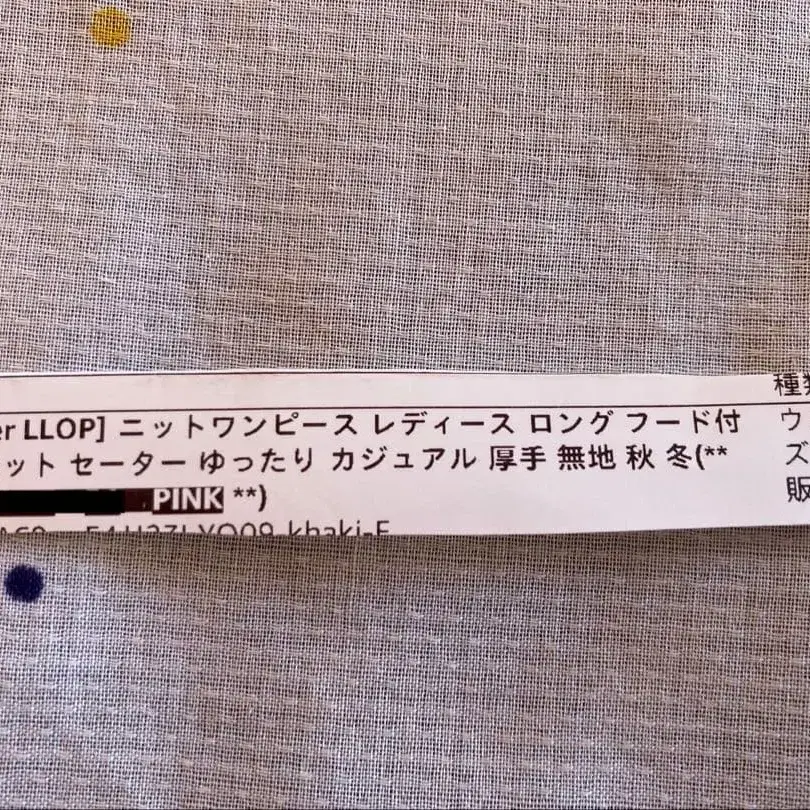 er LLOP] ニットワンピース レディース ロング フード付
ット セーター ゆったり カジュアル 厚手 無地 秋 冬(**
PINK **)
khaki-F
種類
ウ
ズ
販